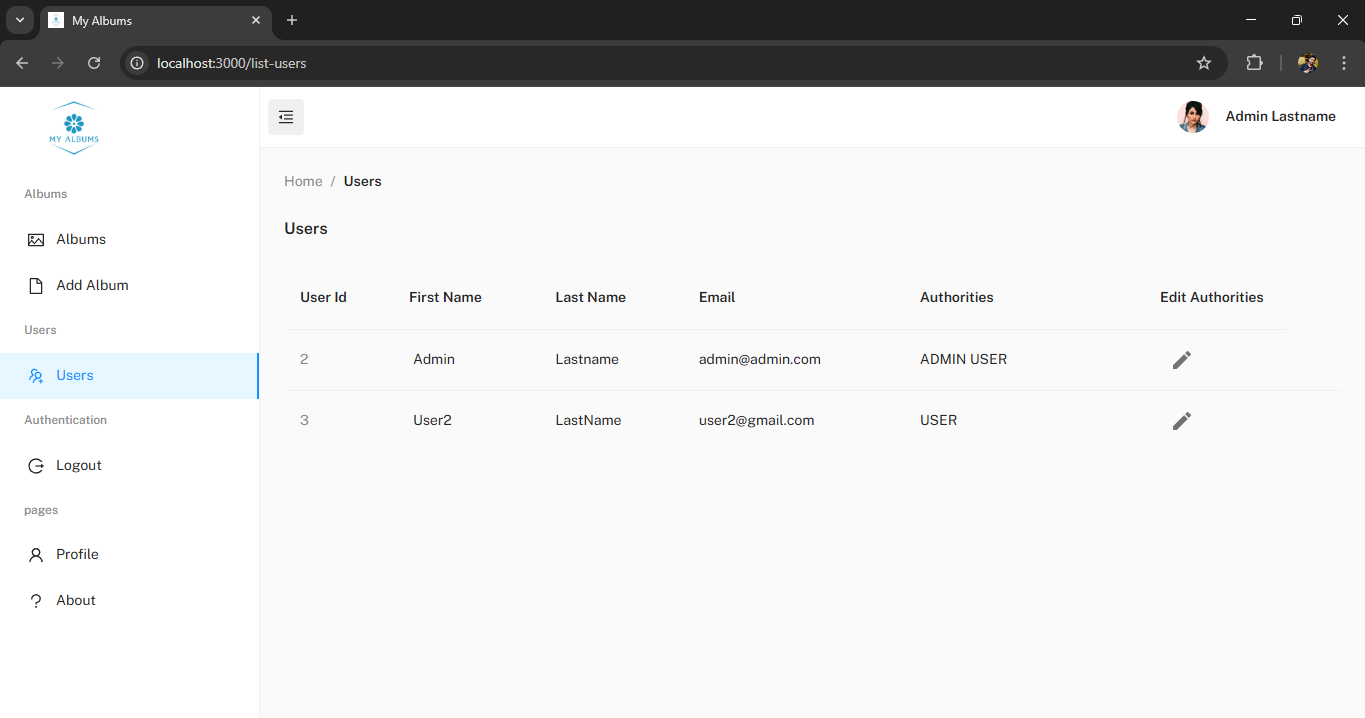 My Albums
localhost:3000/list-users
MY ALBUMS
Admin Lastname
Albums
Albums
Add Album
Users
Users
Authentication
Logout
pages
Profile
About
Home / Users
Users
User Id First Name Last Name Email Authorities Edit Authorities
2 Admin Lastname admin@admin.com ADMIN USER
3 User2 LastName user2@gmail.com USER